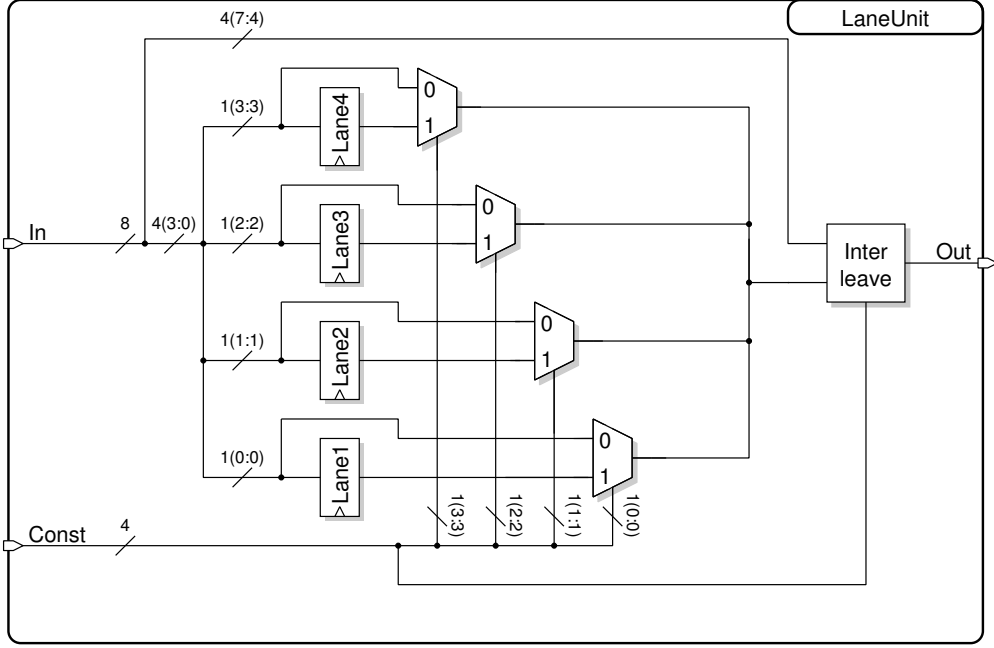 LaneUnit
4(7:4)
1(3:3)
Lane4
0
1
In
8
4(3:0)
1(2:2)
Lane3
0
1
Inter
leave
Out
1(1:1)
Lane2
0
1
1(0:0)
Lane1
0
1
1(3:3)
1(2:2)
1(1:1)
1(0:0)
Const
4